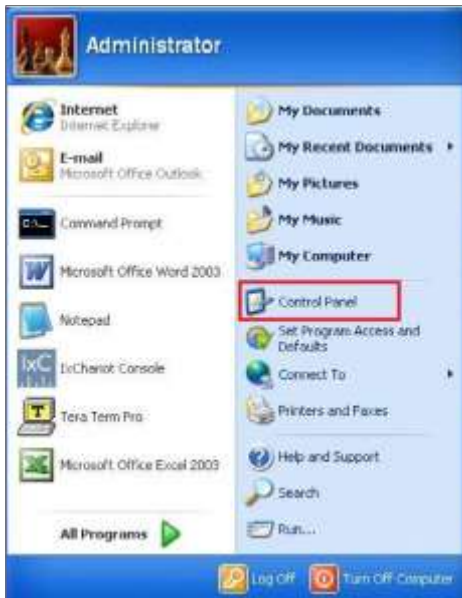 Administrator
Internet
Internet Explorer
E-mail
Microsoft Office Outlook
Command Prompt
Microsoft Office Word 2003
Notepad
IxChariot Console
Tera Term Pro
Microsoft Office Excel 2003
All Programs
My Documents
My Recent Documents
My Pictures
My Music
My Computer
Control Panel
Set Program Access and
Defaults
Connect To
Printers and Faxes
Help and Support
Search
Run...
Log Off
Turn Off Computer